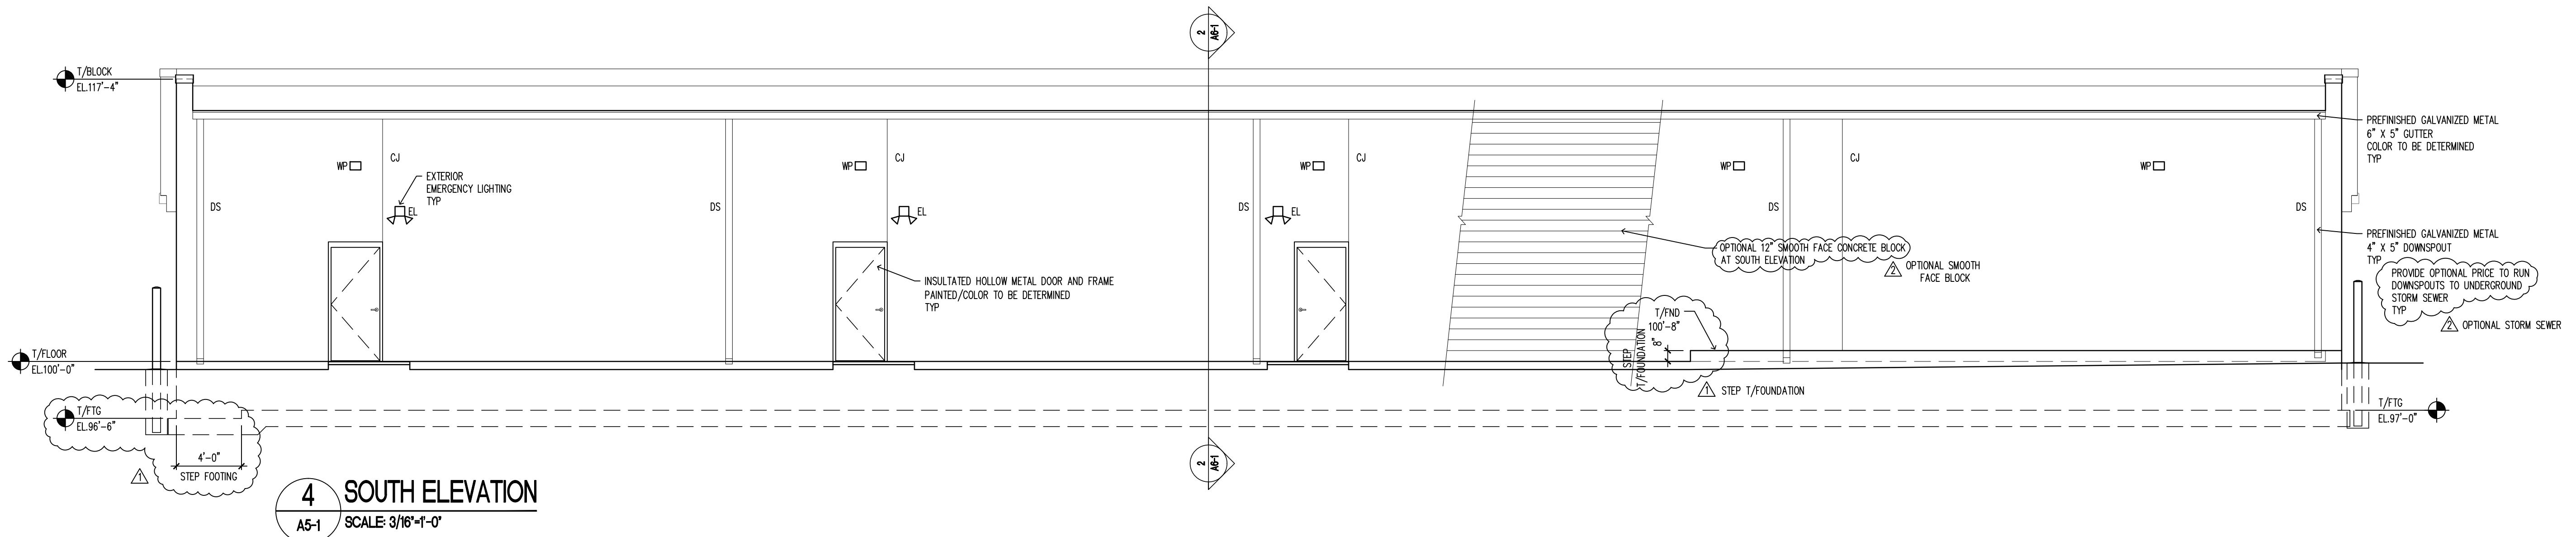 2
A6-1
T/BLOCK
EL.117'-4"
PREFINISHED GALVANIZED METAL
6" X 5" GUTTER
COLOR TO BE DETERMINED
TYP
WP
CJ
WP
CJ
WP
CJ
WP
CJ
WP
EXTERIOR
EMERGENCY LIGHTING
TYP
DS
EL
DS
EL
DS
EL
DS
DS
PREFINISHED GALVANIZED METAL
4" X 5" DOWNSPOUT
TYP
OPTIONAL 12" SMOOTH FACE CONCRETE BLOCK
AT SOUTH ELEVATION
2
OPTIONAL SMOOTH
FACE BLOCK
PROVIDE OPTIONAL PRICE TO RUN
DOWNSPOUTS TO UNDERGROUND
STORM SEWER
TYP
2
OPTIONAL STORM SEWER
INSULTATED HOLLOW METAL DOOR AND FRAME
PAINTED/COLOR TO BE DETERMINED
TYP
T/FND
100'-8"
8"
STEP
T/FOUNDATION
1
STEP T/FOUNDATION
T/FLOOR
EL.100'-0"
T/FTG
EL.96'-6"
T/FTG
EL.97'-0"
4'-0"
STEP FOOTING
1
2
A6-1
4
A5-1
SOUTH ELEVATION
SCALE: 3/16"=1'-0"